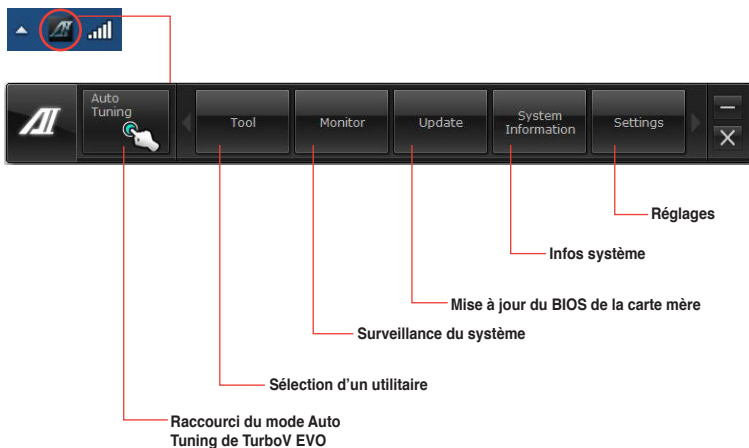 Auto
Tuning
Tool
Monitor
Update
System
Information
Settings
Réglages
Infos système
Mise à jour du BIOS de la carte mère
Surveillance du système
Sélection d'un utilitaire
Raccourci du mode Auto
Tuning de TurboV EVO